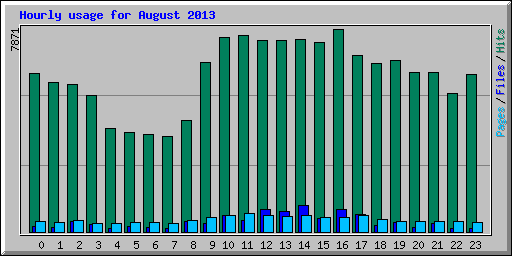 Hourly usage for August 2013
7871
Pages / Files / Hits
0 1 2 3 4 5 6 7 8 9 10 11 12 13 14 15 16 17 18 19 20 21 22 23